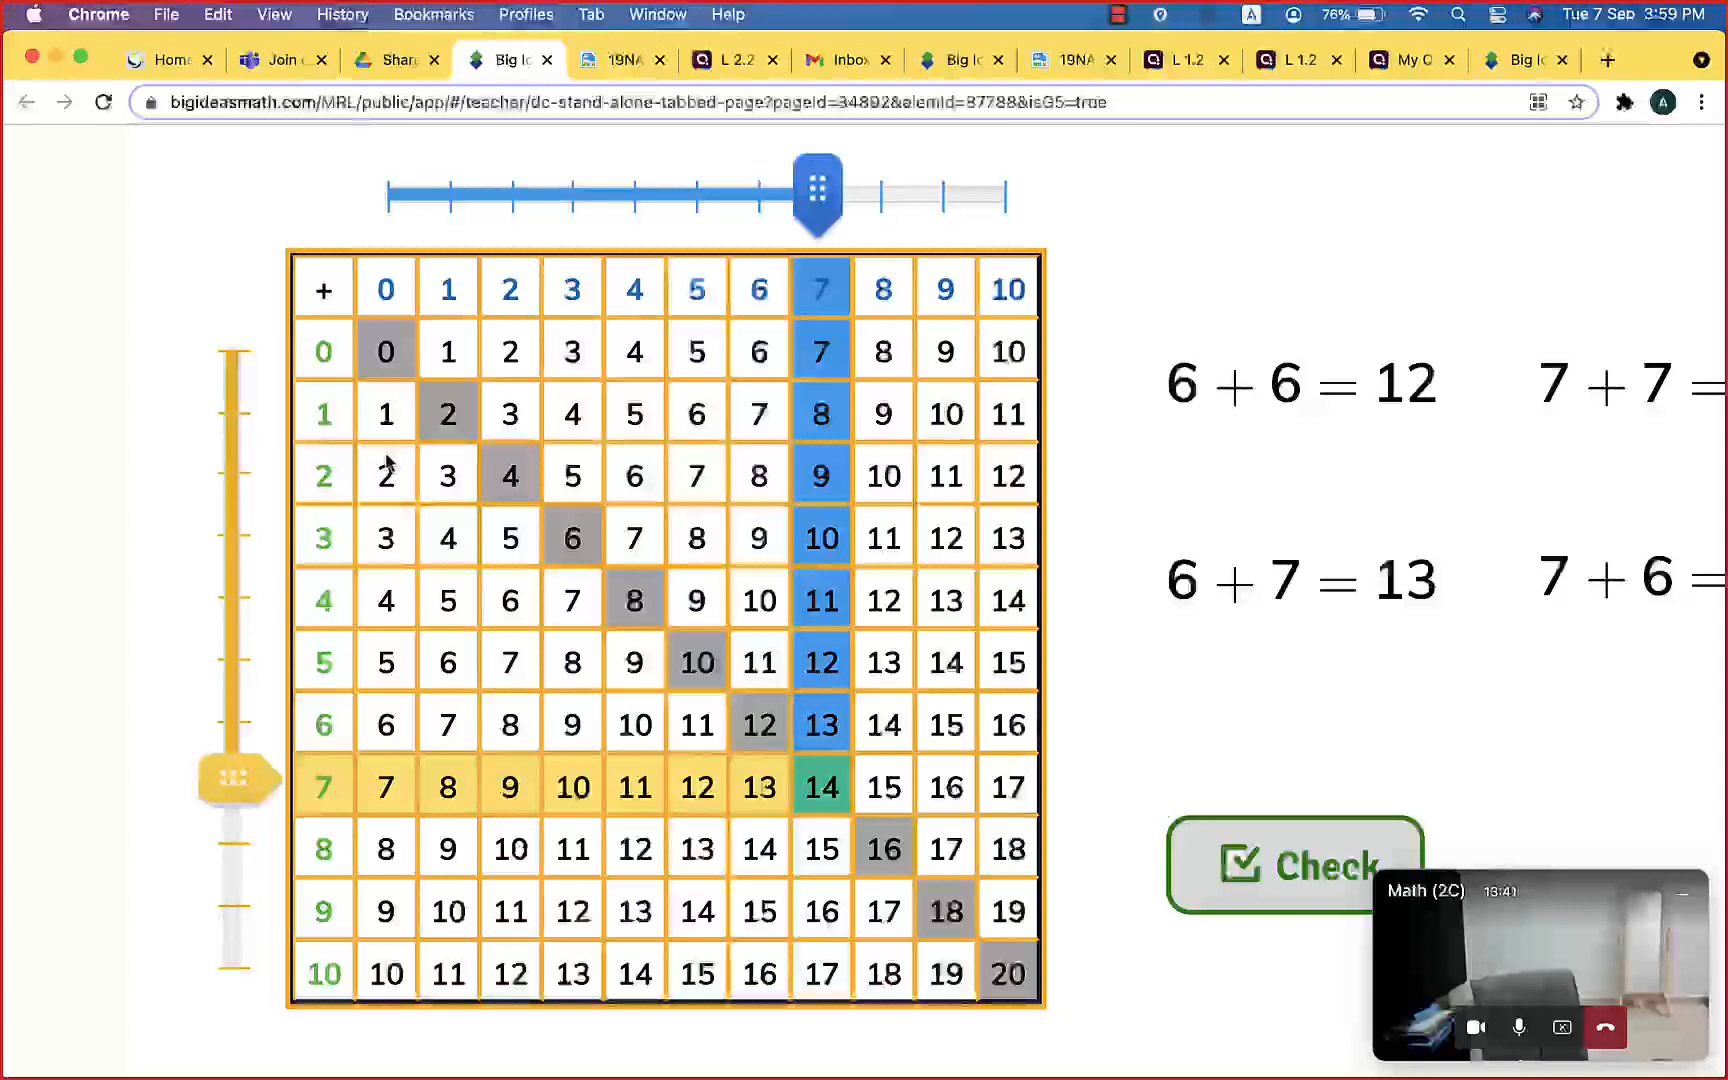 Chrome File Edit View History Bookmarks Profiles Tab Window Help A 76% Tue 7 Sep 3:59 PM
Home Join Share Big Ic 19NA L 2.2 Inbox Big Ic 19NA L 1.2 L 1.2 My Q Big Ic
bigideasmath.com/MRL/public/app/#/teacher/dc-stand-alone-tabbed-page?pageId=34892&elemId=87788&isG5=true A
+ 0 1 2 3 4 5 6 7 8 9 10
0 0 1 2 3 4 5 6 7 8 9 10
1 1 2 3 4 5 6 7 8 9 10 11
2 2 3 4 5 6 7 8 9 10 11 12
3 3 4 5 6 7 8 9 10 11 12 13
4 4 5 6 7 8 9 10 11 12 13 14
5 5 6 7 8 9 10 11 12 13 14 15
6 6 7 8 9 10 11 12 13 14 15 16
7 7 8 9 10 11 12 13 14 15 16 17
8 8 9 10 11 12 13 14 15 16 17 18
9 9 10 11 12 13 14 15 16 17 18 19
10 10 11 12 13 14 15 16 17 18 19 20
6 + 6 = 12 7 + 7 =
6 + 7 = 13 7 + 6 =
Check
Math (2C) 13:41